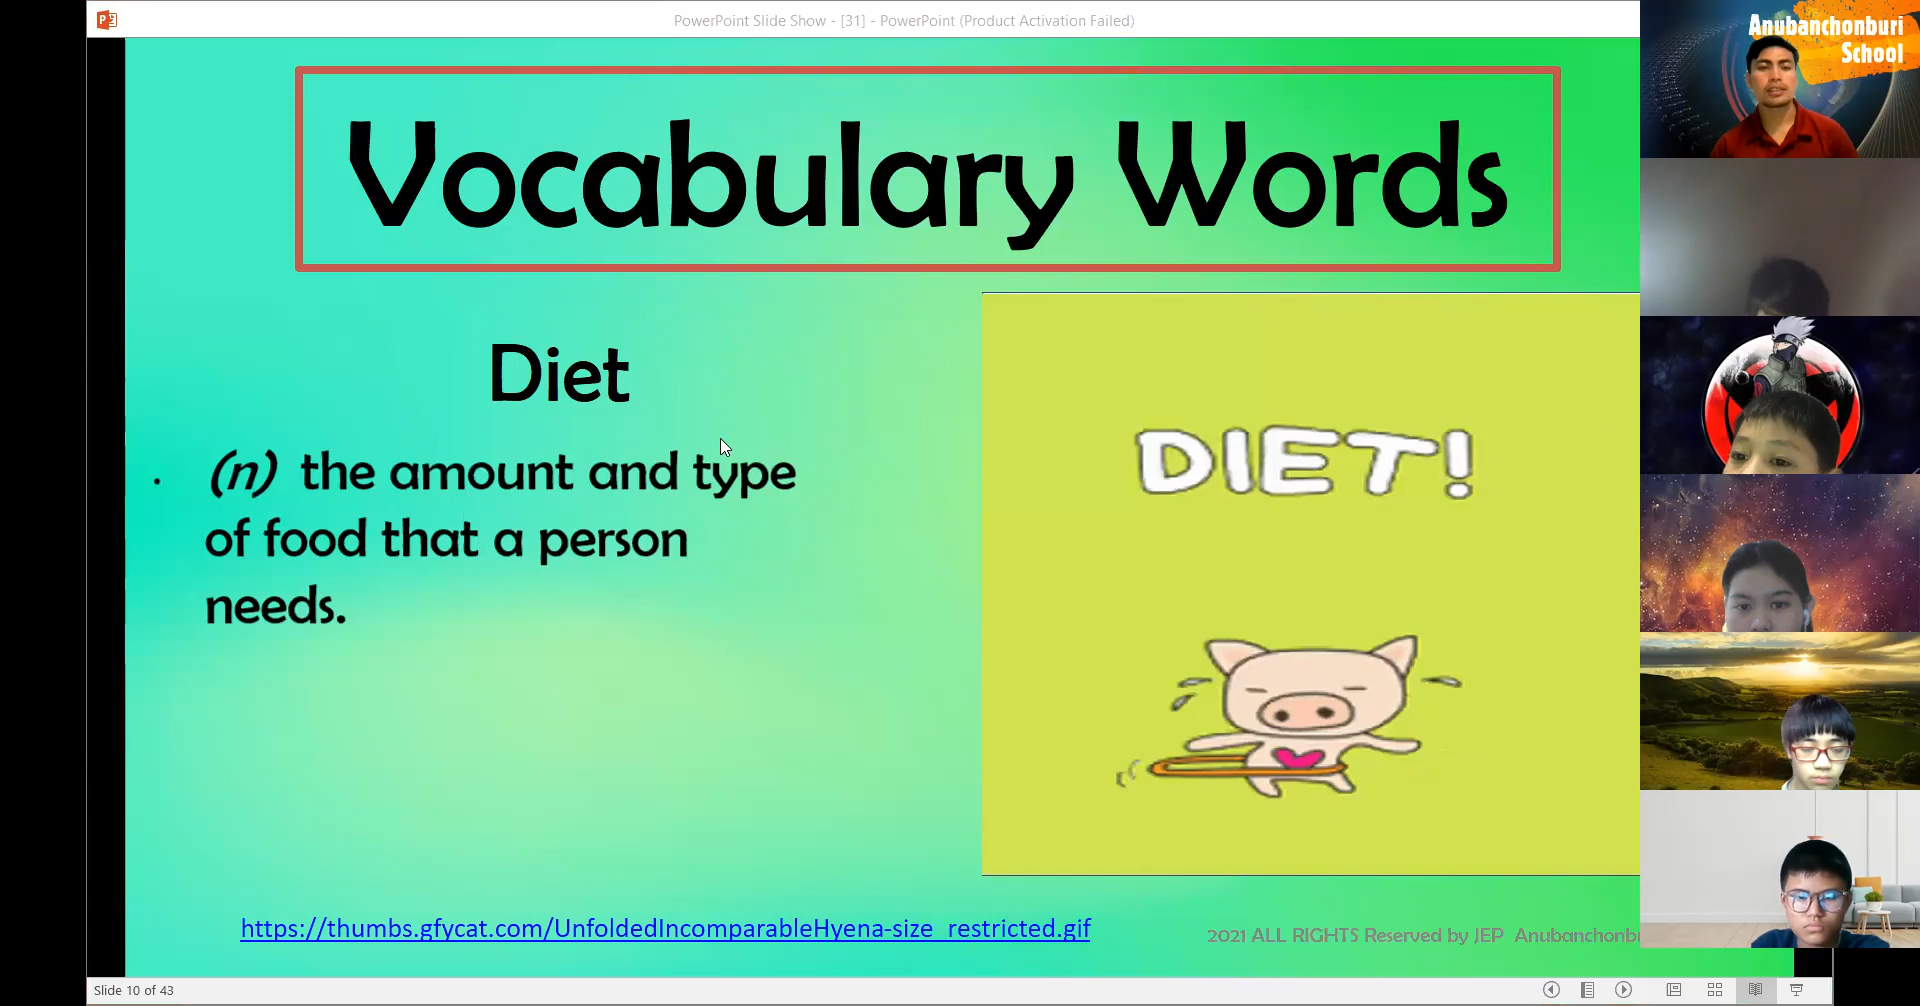 PowerPoint Slide Show - [31] - PowerPoint (Product Activation Failed)
Anubanchonburi
School
Vocabulary Words
Diet
• (n) the amount and type
of food that a person
needs.
DIET!
https://thumbs.gfycat.com/UnfoldedIncomparableHyena-size_restricted.gif
2021 ALL RIGHTS Reserved by JEP Anubanchonbu
Slide 10 of 43